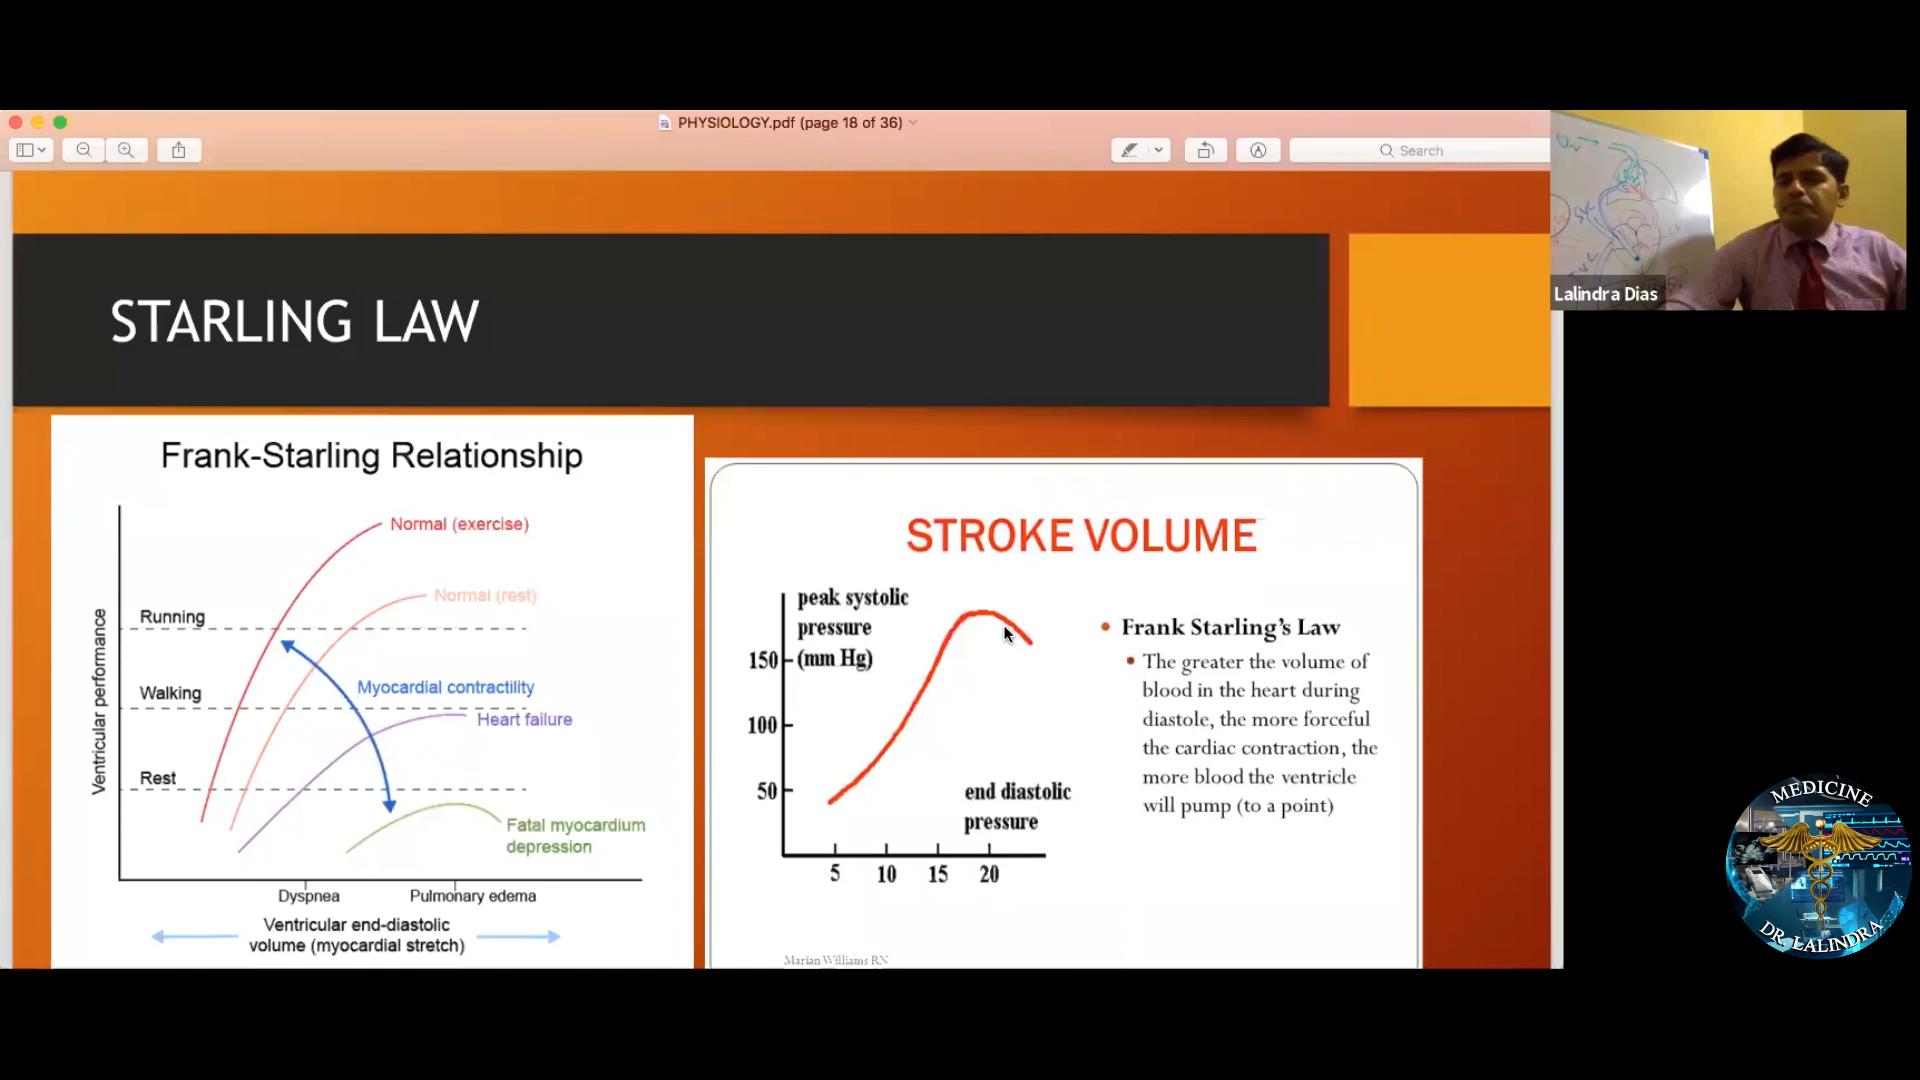 PHYSIOLOGY.pdf (page 18 of 36)
Search
Lalindra Dias
SVC
STARLING LAW
Frank-Starling Relationship
Normal (exercise)
Normal (rest)
Running
Walking
Rest
Ventricular performance
Myocardial contractility
Heart failure
Fatal myocardium
depression
Dyspnea
Pulmonary edema
Ventricular end-diastolic
volume (myocardial stretch)
STROKE VOLUME
peak systolic
pressure
(mm Hg)
150
100
50
end diastolic
pressure
5 10 15 20
• Frank Starling's Law
• The greater the volume of
blood in the heart during
diastole, the more forceful
the cardiac contraction, the
more blood the ventricle
will pump (to a point)
Marian Williams RN
MEDICINE
DR. LALINDRA